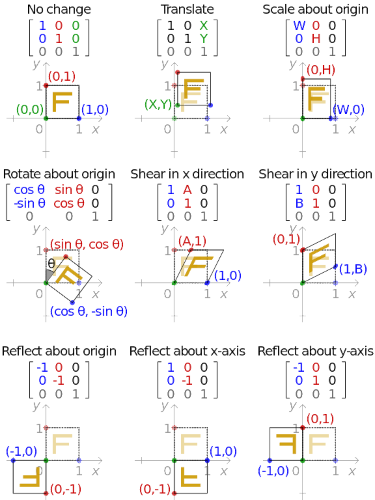 No change
1 0 0
0 1 0
0 0 1
y
1
(0,1)
F
(0,0)
(1,0)
0
1
x
Translate
1 0 X
0 1 Y
0 0 1
y
1
F
F
(X,Y)
0
1
x
Scale about origin
W 0 0
0 H 0
0 0 1
y
(0,H)
1
F
F
(W,0)
0
1
x
Rotate about origin
cos θ sin θ 0
-sin θ cos θ 0
0 0 1
y
1
(sin θ, cos θ)
θ
F
F
0
1
x
(cos θ, -sin θ)
Shear in x direction
1 A 0
0 1 0
0 0 1
y
1
(A,1)
F
F
(1,0)
0
1
x
Shear in y direction
1 0 0
B 1 0
0 0 1
y
(0,1)
1
F
F
(1,B)
0
1
x
Reflect about origin
-1 0 0
0 -1 0
0 0 1
y
1
F
(-1,0)
0
1
x
F
(0,-1)
Reflect about x-axis
1 0 0
0 -1 0
0 0 1
y
1
F
(1,0)
0
1
x
F
(0,-1)
Reflect about y-axis
-1 0 0
0 1 0
0 0 1
y
(0,1)
1
F
F
(-1,0)
0
1
x